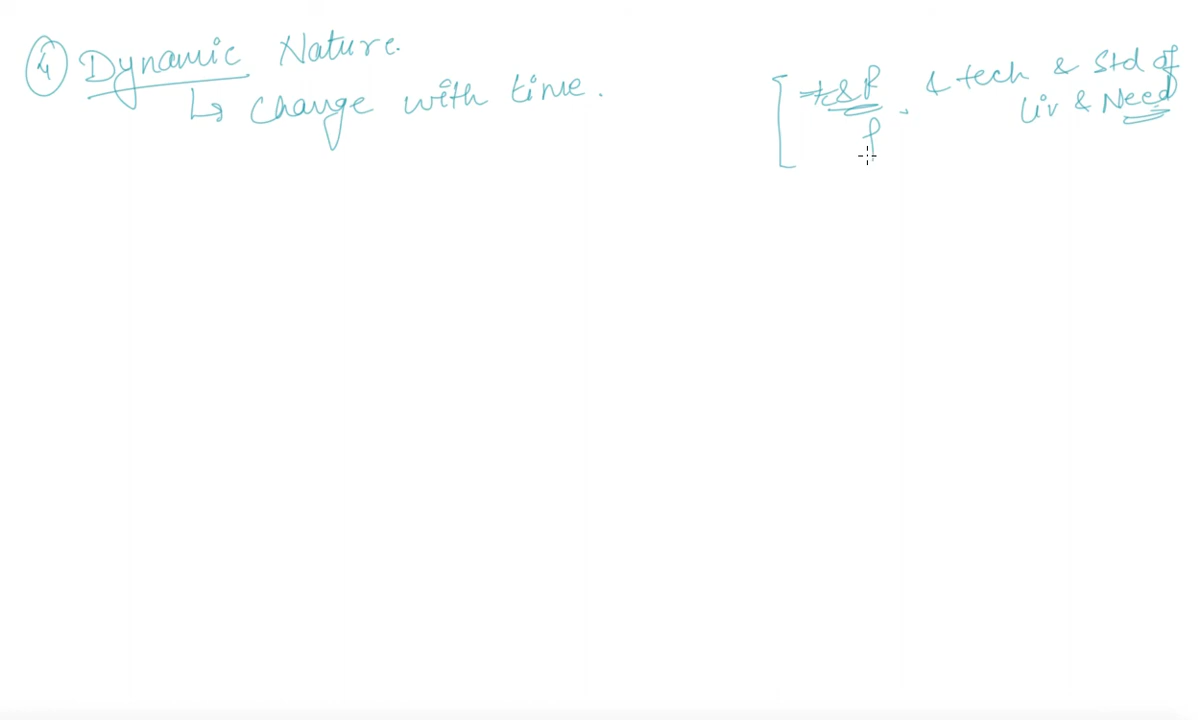 ④ Dynamic Nature.
↳ Change with time.
t&P. & tech & Std of
liv & Need
P